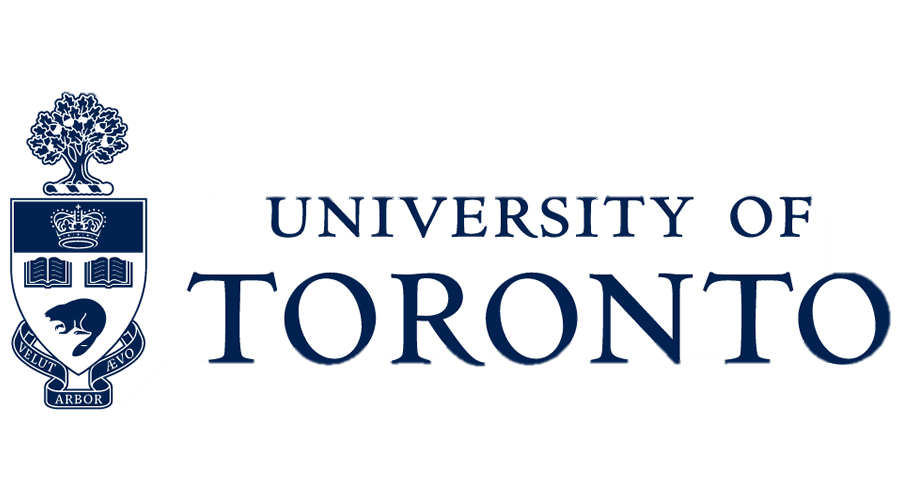 UNIVERSITY OF
TORONTO
VELUT
ARBOR
ÆVO